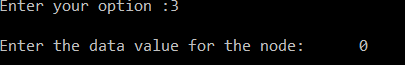 Enter your option :3
Enter the data value for the node:      0